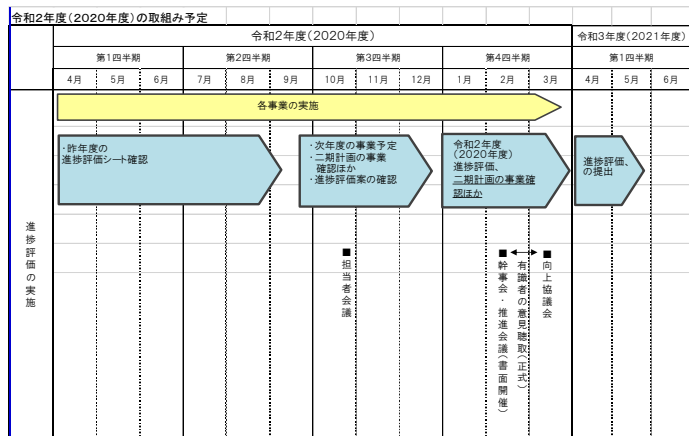 令和2年度(2020年度)の取組み予定
令和2年度(2020年度)
令和3年度(2021年度)
第1四半期
第2四半期
第3四半期
第4四半期
第1四半期
4月
5月
6月
7月
8月
9月
10月
11月
12月
1月
2月
3月
4月
5月
6月
進捗評価の実施
各事業の実施
・昨年度の
進捗評価シート確認
・次年度の事業予定
・二期計画の事業
確認ほか
・進捗評価案の確認
令和2年度
(2020年度)
進捗評価、
二期計画の事業確
認ほか
進捗評価、
の提出
■担当者会議
■幹事会・推進会議(書面開催)
有識者の意見聴取(正式)
■向上協議会